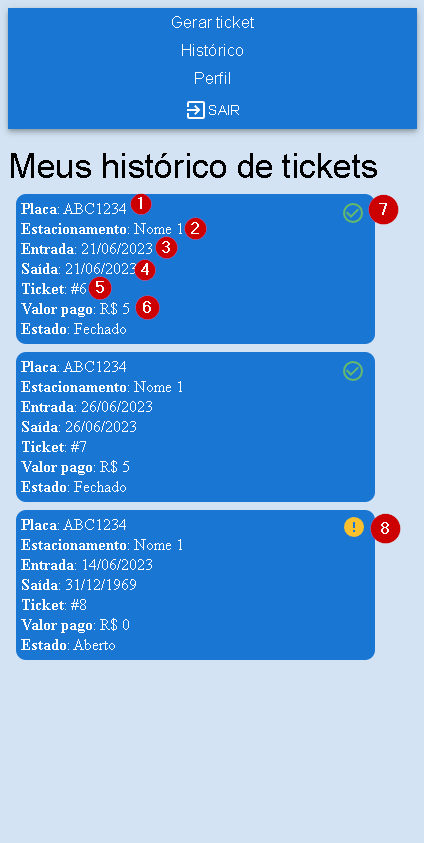 Gerar ticket
Histórico
Perfil
SAIR
Meus histórico de tickets
Placa: ABC1234 1
Estacionamento: Nome 1 2
Entrada: 21/06/2023 3
Saída: 21/06/2023 4
Ticket: #6 5
Valor pago: R$ 5 6
Estado: Fechado
7
Placa: ABC1234
Estacionamento: Nome 1
Entrada: 26/06/2023
Saída: 26/06/2023
Ticket: #7
Valor pago: R$ 5
Estado: Fechado
Placa: ABC1234
Estacionamento: Nome 1
Entrada: 14/06/2023
Saída: 31/12/1969
Ticket: #8
Valor pago: R$ 0
Estado: Aberto
! 8